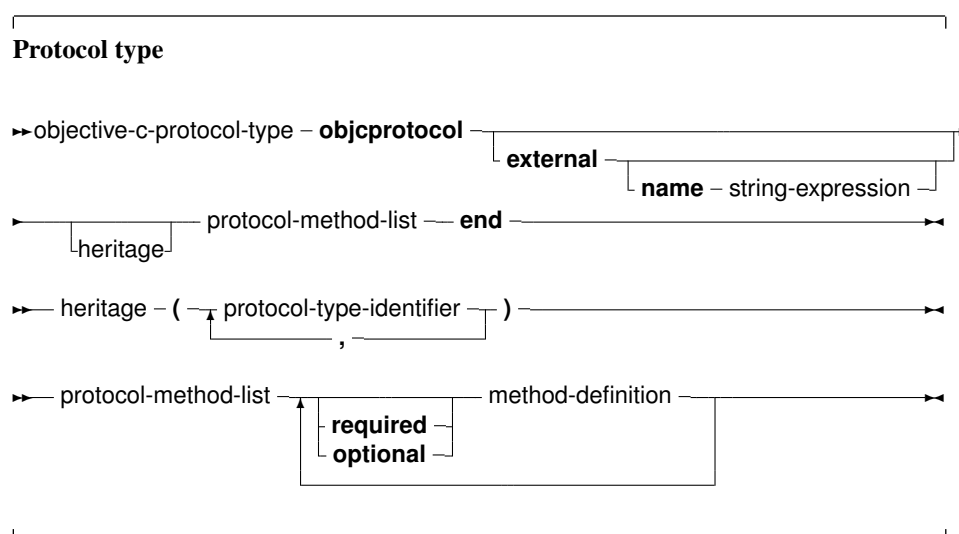 Protocol type
objective-c-protocol-type objcprotocol
external
name string-expression
protocol-method-list end
heritage
heritage ( protocol-type-identifier )
,
protocol-method-list method-definition
required
optional